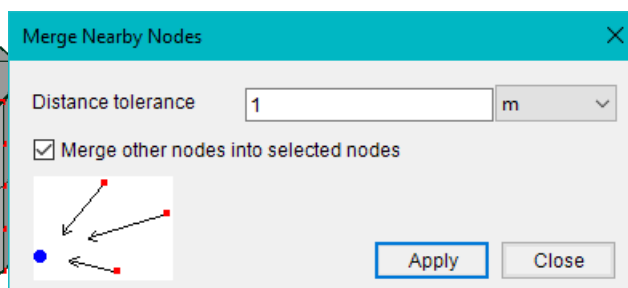 Merge Nearby Nodes
Distance tolerance 1 m
Merge other nodes into selected nodes
Apply Close